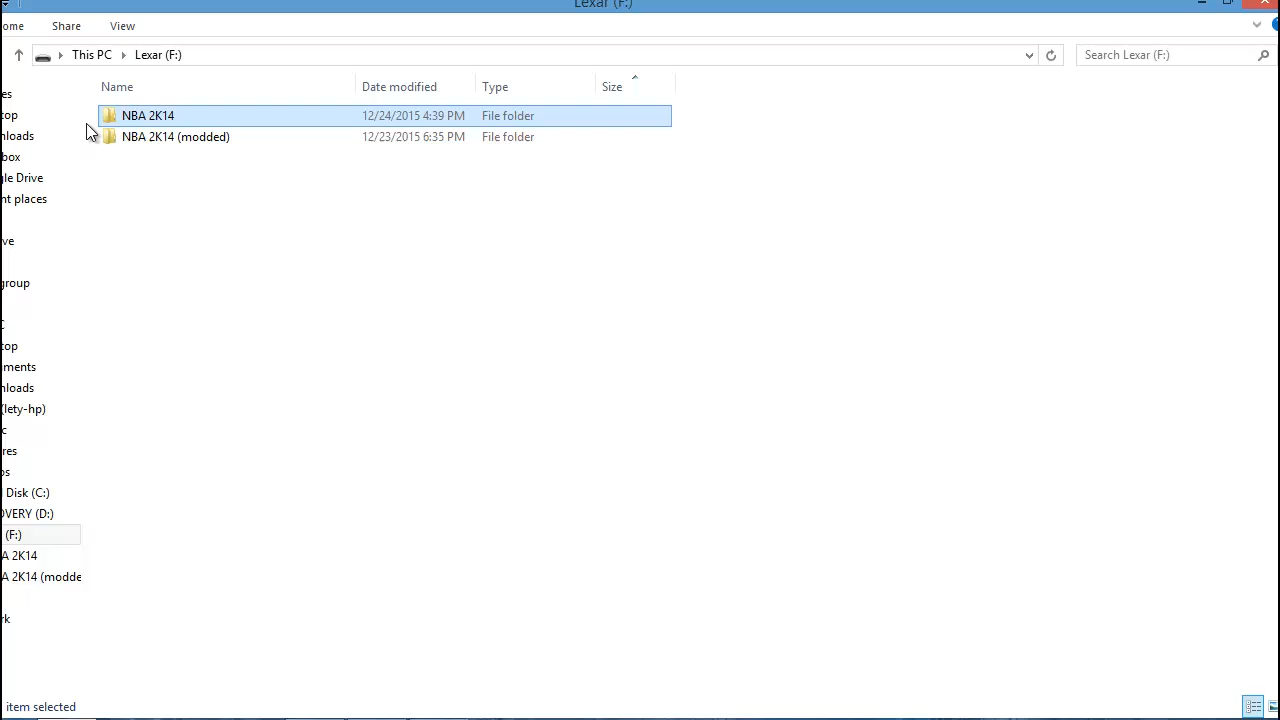 Lexar (F:)
ome Share View
This PC Lexar (F:) Search Lexar (F:)
Name Date modified Type Size
NBA 2K14 12/24/2015 4:39 PM File folder
NBA 2K14 (modded) 12/23/2015 6:35 PM File folder
es
top
nloads
box
gle Drive
nt places
ve
group
C
top
ments
nloads
(lety-hp)
c
res
os
Disk (C:)
OVERY (D:)
(F:)
A 2K14
A 2K14 (modde
rk
item selected